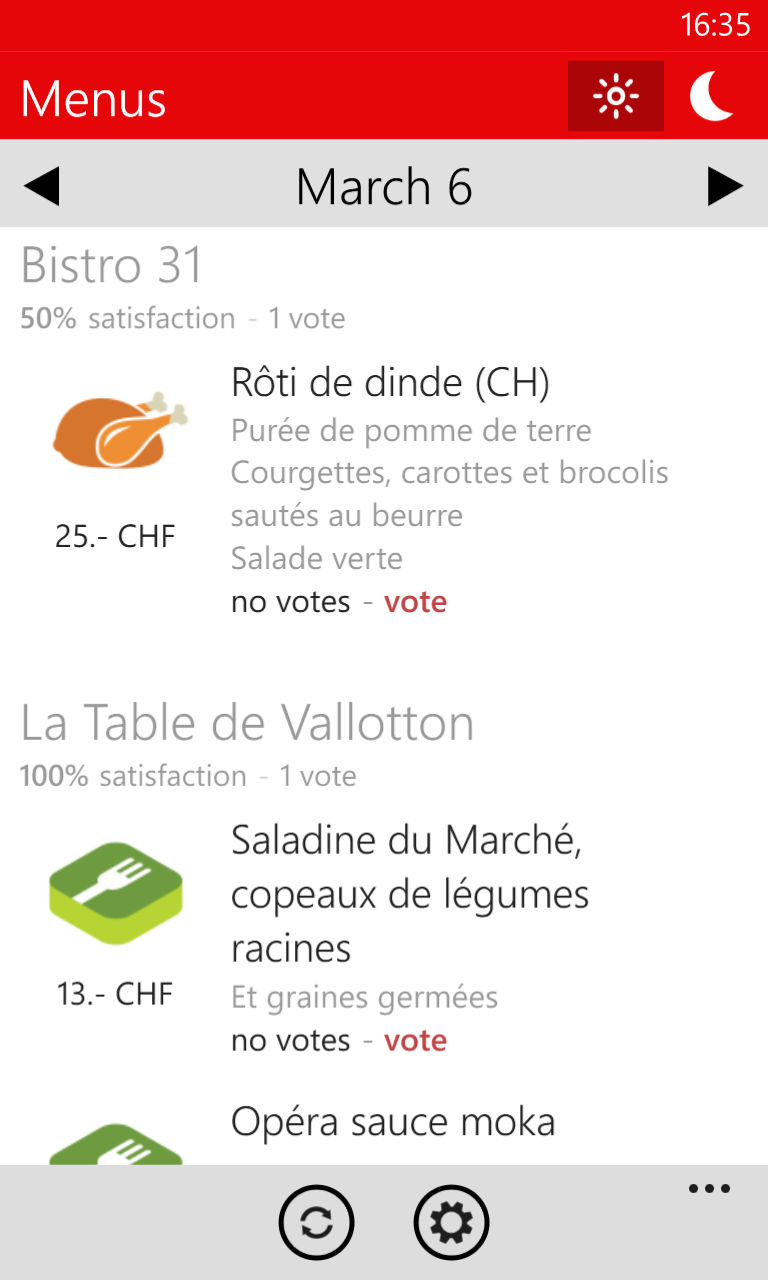 16:35
Menus
March 6
Bistro 31
50% satisfaction - 1 vote
Rôti de dinde (CH)
Purée de pomme de terre
Courgettes, carottes et brocolis
sautés au beurre
Salade verte
25.- CHF
no votes - vote
La Table de Vallotton
100% satisfaction - 1 vote
Saladine du Marché,
copeaux de légumes
racines
13.- CHF
Et graines germées
no votes - vote
Opéra sauce moka